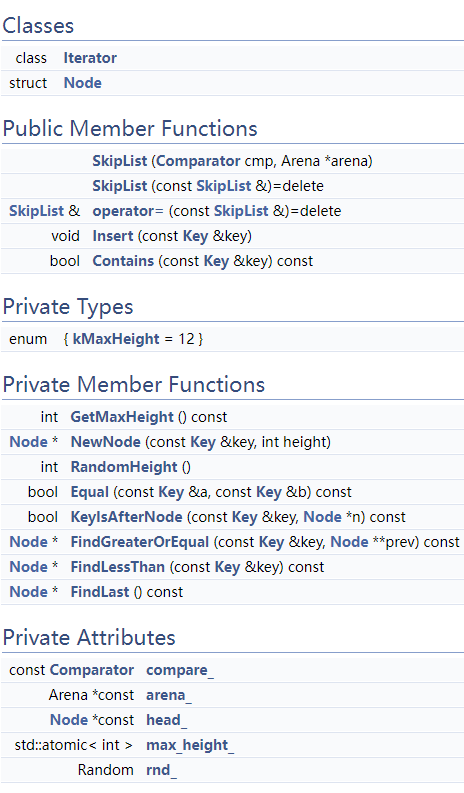 Classes
class Iterator
struct Node
Public Member Functions
SkipList (Comparator cmp, Arena *arena)
SkipList (const SkipList &)=delete
SkipList & operator= (const SkipList &)=delete
void Insert (const Key &key)
bool Contains (const Key &key) const
Private Types
enum { kMaxHeight = 12 }
Private Member Functions
int GetMaxHeight () const
Node * NewNode (const Key &key, int height)
int RandomHeight ()
bool Equal (const Key &a, const Key &b) const
bool KeyIsAfterNode (const Key &key, Node *n) const
Node * FindGreaterOrEqual (const Key &key, Node **prev) const
Node * FindLessThan (const Key &key) const
Node * FindLast () const
Private Attributes
const Comparator compare_
Arena *const arena_
Node *const head_
std::atomic< int > max_height_
Random rnd_